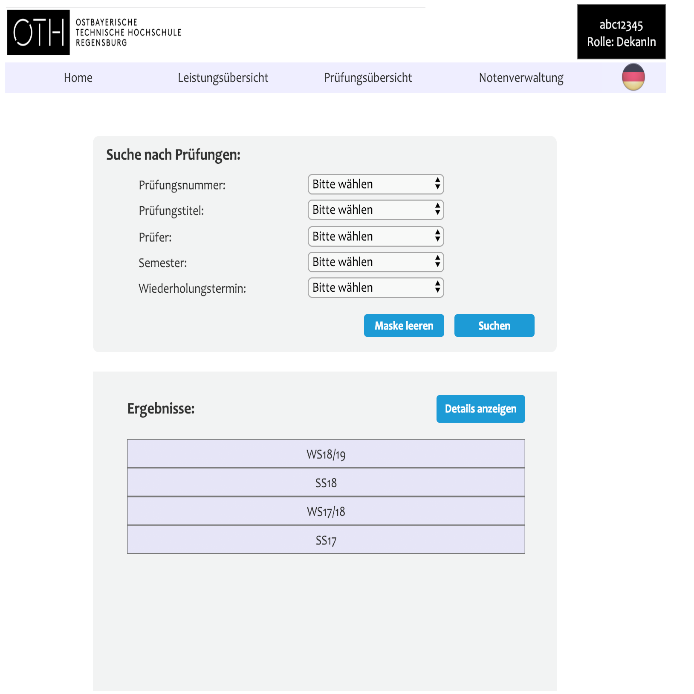 OTH
OSTBAYERISCHE
TECHNISCHE HOCHSCHULE
REGENSBURG
abc12345
Rolle: DekanIn
Home Leistungsübersicht Prüfungsübersicht Notenverwaltung
Suche nach Prüfungen:
Prüfungsnummer: Bitte wählen
Prüfungstitel: Bitte wählen
Prüfer: Bitte wählen
Semester: Bitte wählen
Wiederholungstermin: Bitte wählen
Maske leeren Suchen
Ergebnisse: Details anzeigen
WS18/19
SS18
WS17/18
SS17